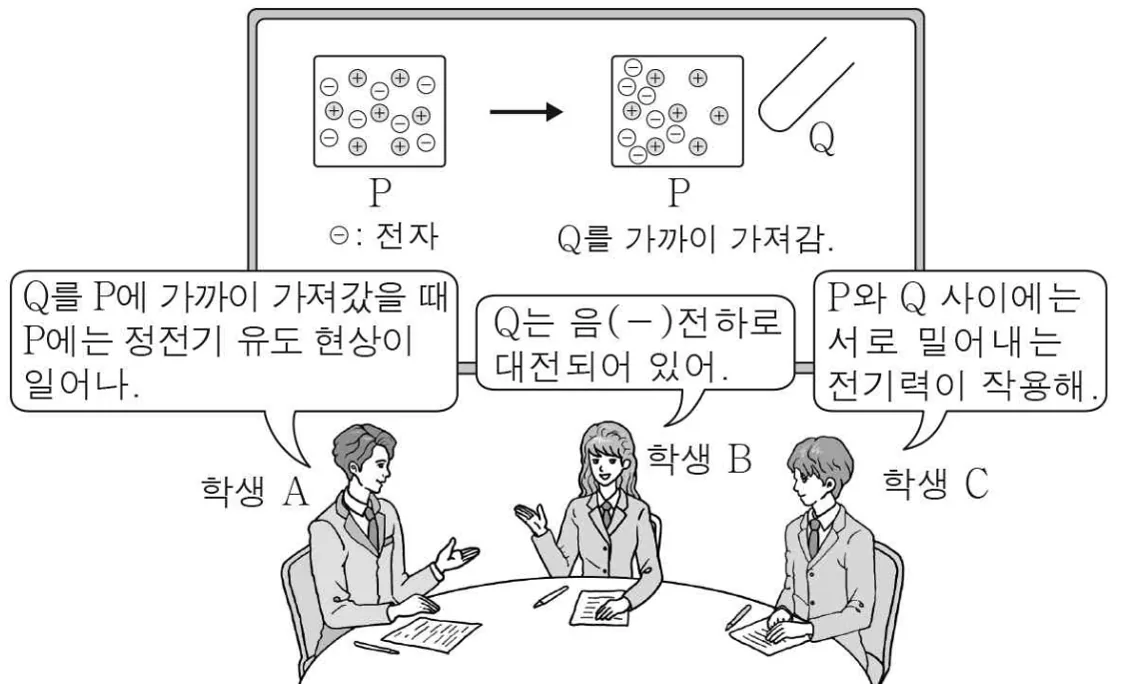 P
⊖: 전자
Q
P
Q를 가까이 가져감.
Q를 P에 가까이 가져갔을 때
P에는 정전기 유도 현상이
일어나.
학생 A
Q는 음(-)전하로
대전되어 있어.
학생 B
P와 Q 사이에는
서로 밀어내는
전기력이 작용해.
학생 C